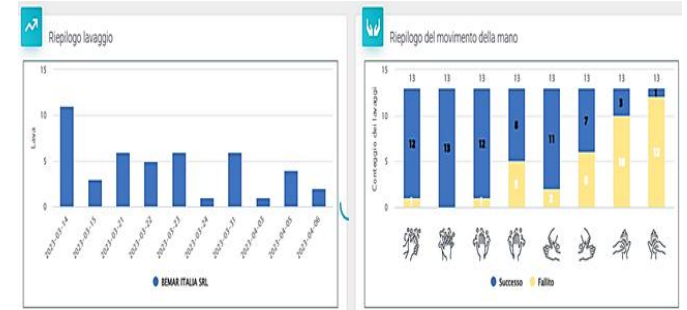 Riepilogo lavaggio
15
10
5
0
Lava
2023-03-14
2023-03-15
2023-03-21
2023-03-22
2023-03-23
2023-03-24
2023-03-31
2023-04-03
2023-04-05
2023-04-06
BEMAR ITALIA SRL
Riepilogo del movimento della mano
15
10
5
0
Conteggio dei lavaggi
13 13 13 13 13 13 13 13
12 13 12 8 11 7 3 1
1 1 5 2 6 10 12
Successo Fallito